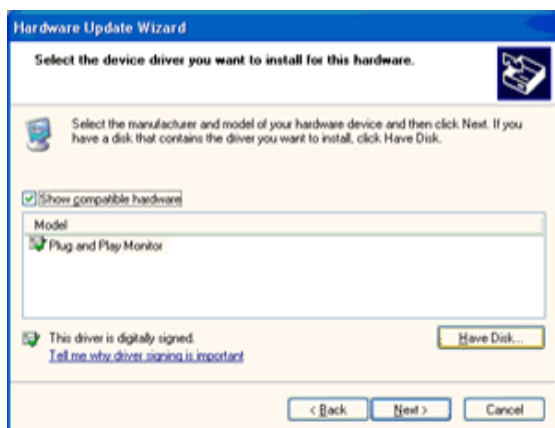 Hardware Update Wizard
Select the device driver you want to install for this hardware.
Select the manufacturer and model of your hardware device and then click Next. If you
have a disk that contains the driver you want to install, click Have Disk.
Show compatible hardware
Model
Plug and Play Monitor
This driver is digitally signed.
Have Disk...
Tell me why driver signing is important
< Back
Next >
Cancel